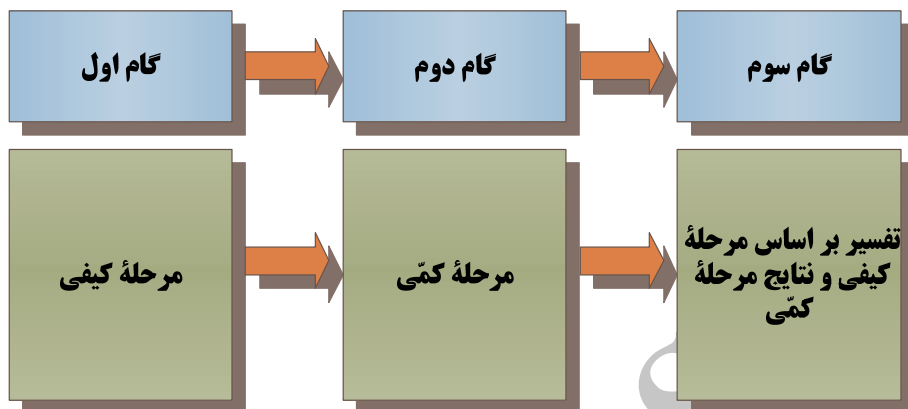 گام اول
گام دوم
گام سوم
مرحلهٔ کیفی
مرحلهٔ کمّی
تفسیر بر اساس مرحلهٔ
کیفی و نتایج مرحلهٔ
کمّی